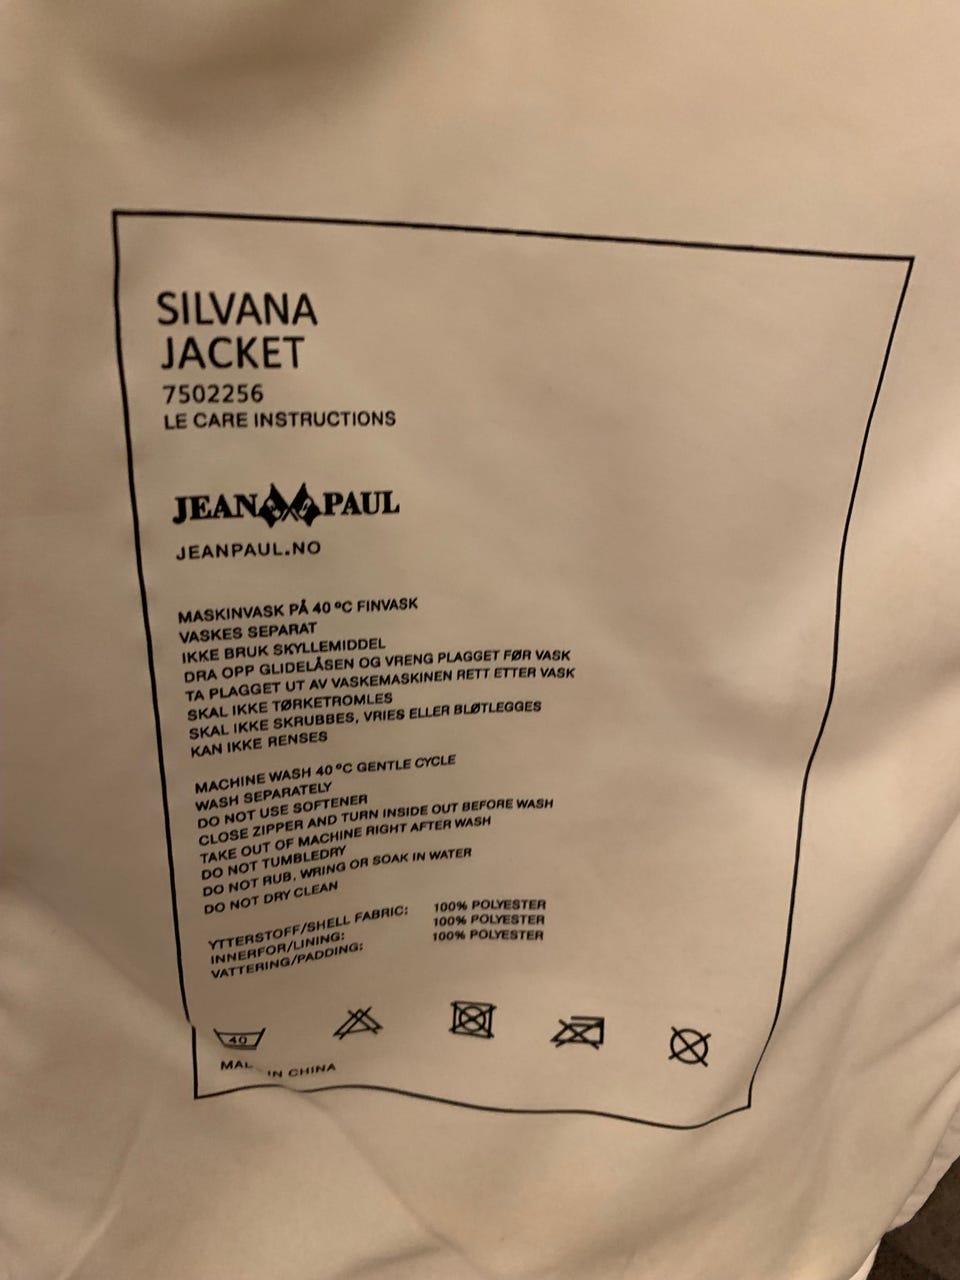 SILVANA
JACKET
7502256
LE CARE INSTRUCTIONS
JEAN PAUL
JEANPAUL.NO
MASKINVASK PÅ 40 ºC FINVASK
VASKES SEPARAT
IKKE BRUK SKYLLEMIDDEL
DRA OPP GLIDELÅSEN OG VRENG PLAGGET FØR VASK
TA PLAGGET UT AV VASKEMASKINEN RETT ETTER VASK
SKAL IKKE TØRKETROMLES
SKAL IKKE SKRUBBES, VRIES ELLER BLØTLEGGES
KAN IKKE RENSES
MACHINE WASH 40 ºC GENTLE CYCLE
WASH SEPARATELY
DO NOT USE SOFTENER
CLOSE ZIPPER AND TURN INSIDE OUT BEFORE WASH
TAKE OUT OF MACHINE RIGHT AFTER WASH
DO NOT TUMBLEDRY
DO NOT RUB, WRING OR SOAK IN WATER
DO NOT DRY CLEAN
YTTERSTOFF/SHELL FABRIC: 100% POLYESTER
INNERFOR/LINING: 100% POLYESTER
VATTERING/PADDING: 100% POLYESTER
40
IN CHINA